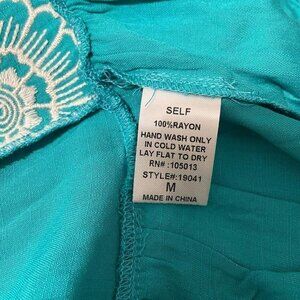 SELF
100%RAYON
HAND WASH ONLY
IN COLD WATER
LAY FLAT TO DRY
RN# :105013
STYLE#:19041
M
MADE IN CHINA